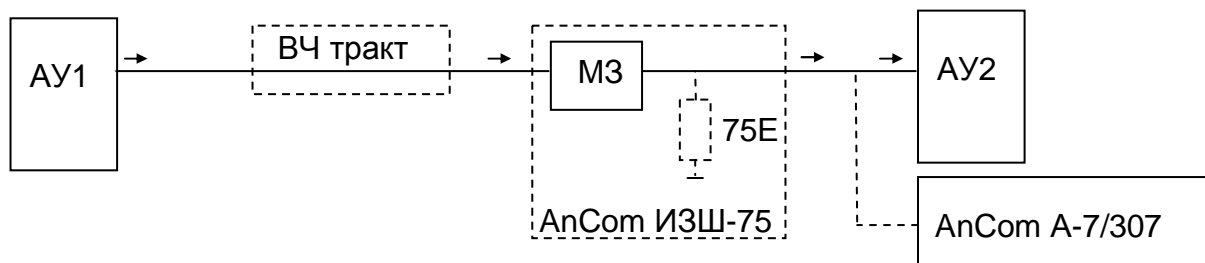 АУ1
ВЧ тракт
МЗ
75Е
AnCom ИЗШ-75
АУ2
AnCom А-7/307